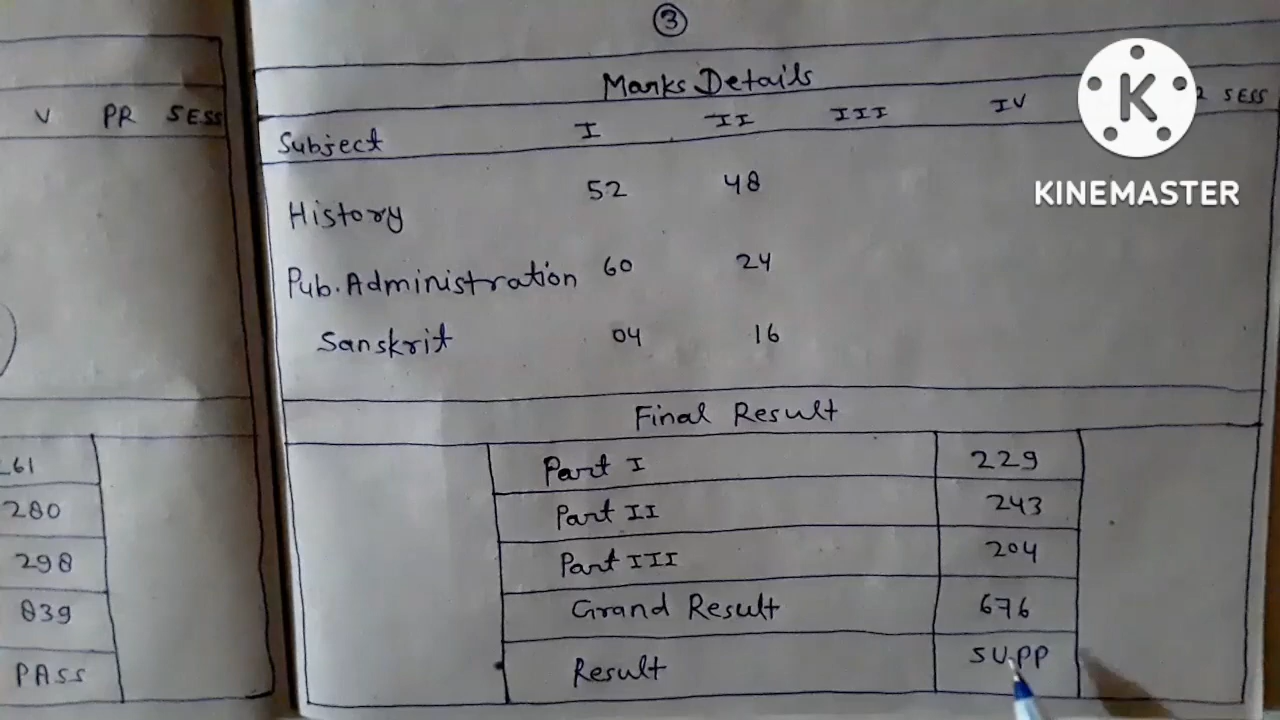 ③
Marks Details
V PR SESS
Subject I II III IV SESS
History 52 48
Pub. Administration 60 24
Sanskrit 04 16
Final Result
61
280
298
839
PASS
Part I 229
Part II 243
Part III 204
Grand Result 676
Result SUPP
K
KINEMASTER